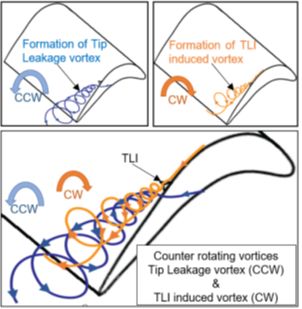 Formation of Tip
Leakage vortex
CCW
Formation of TLI
induced vortex
CW
TLI
CCW
CW
Counter rotating vortices
Tip Leakage vortex (CCW)
&
TLI induced vortex (CW)